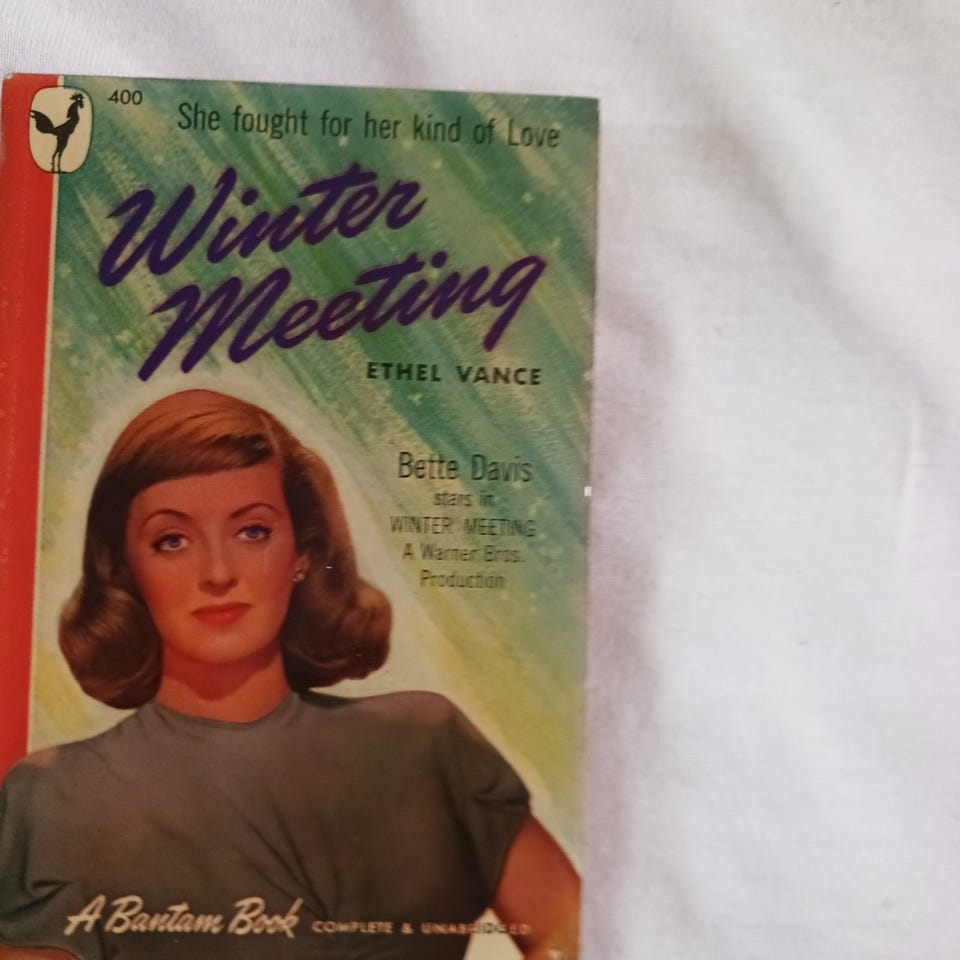 400
She fought for her kind of Love
Winter
Meeting
ETHEL VANCE
Bette Davis
stars in
WINTER MEETING
A Warner Bros.
Production
A Bantam Book COMPLETE & UNABRIDGED